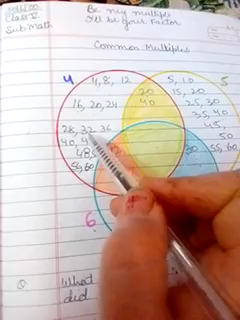 Be my multiple
I'll be your Factor
Class V
Sub Math
Common Multiples
4 4, 8, 12 5, 10 5
20 15, 20
16, 20, 24 40 25, 30
35, 40
28, 32, 36 45,
40, 50
48, 55, 60
56, 60
6
Q What
did